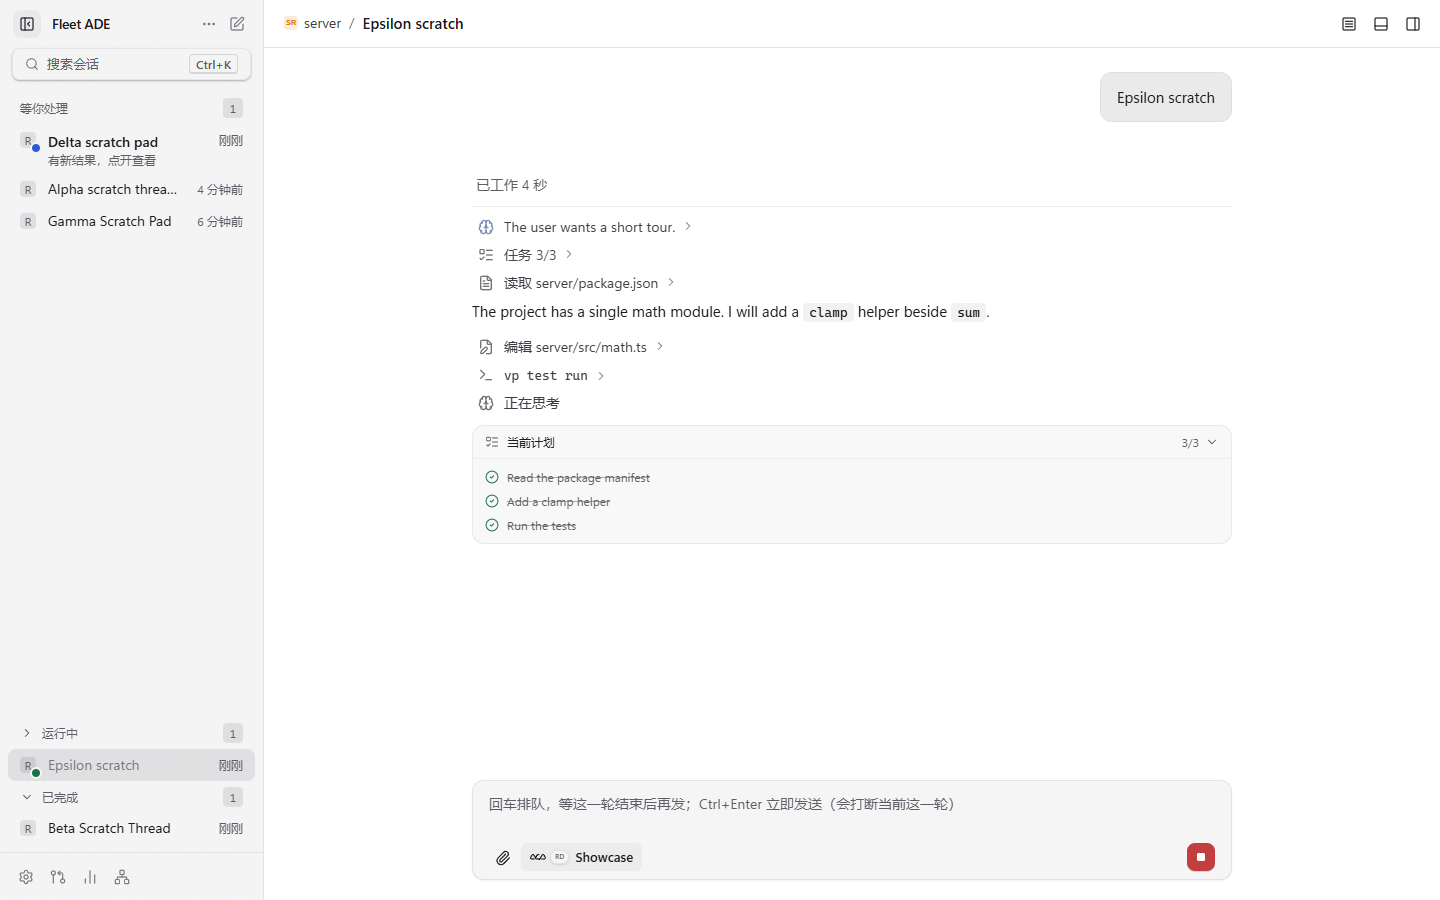 Fleet ADE
搜索会话 Ctrl+K
等你处理 1
R Delta scratch pad 刚刚
有新结果，点开查看
R Alpha scratch threa... 4 分钟前
R Gamma Scratch Pad 6 分钟前
运行中 1
R Epsilon scratch 刚刚
已完成 1
R Beta Scratch Thread 刚刚
SR server / Epsilon scratch
Epsilon scratch
已工作 4 秒
The user wants a short tour.
任务 3/3
读取 server/package.json
The project has a single math module. I will add a clamp helper beside sum.
编辑 server/src/math.ts
vp test run
正在思考
当前计划 3/3
Read the package manifest
Add a clamp helper
Run the tests
回车排队，等这一轮结束后再发；Ctrl+Enter 立即发送（会打断当前这一轮）
RD Showcase